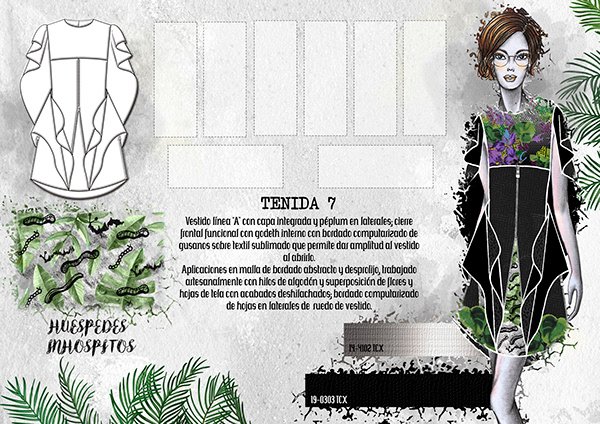 TENIDA 7
Vestido línea "A" con capa integrada y péplum en laterales; cierre
frontal funcional con godeth interno con bordado computarizado de
gusanos sobre textil sublimado que permite dar amplitud al vestido
al abrirlo.
Aplicaciones en malla de bordado abstracto y desprolijo, trabajado
artesanalmente con hilos de algodón y superposición de flores y
hojas de tela con acabados deshilachados; bordado computarizado
de hojas en laterales de ruedo de vestido.
HUESPEDES
INHOSPITOS
14-4102 TCX
19-0303 TCX